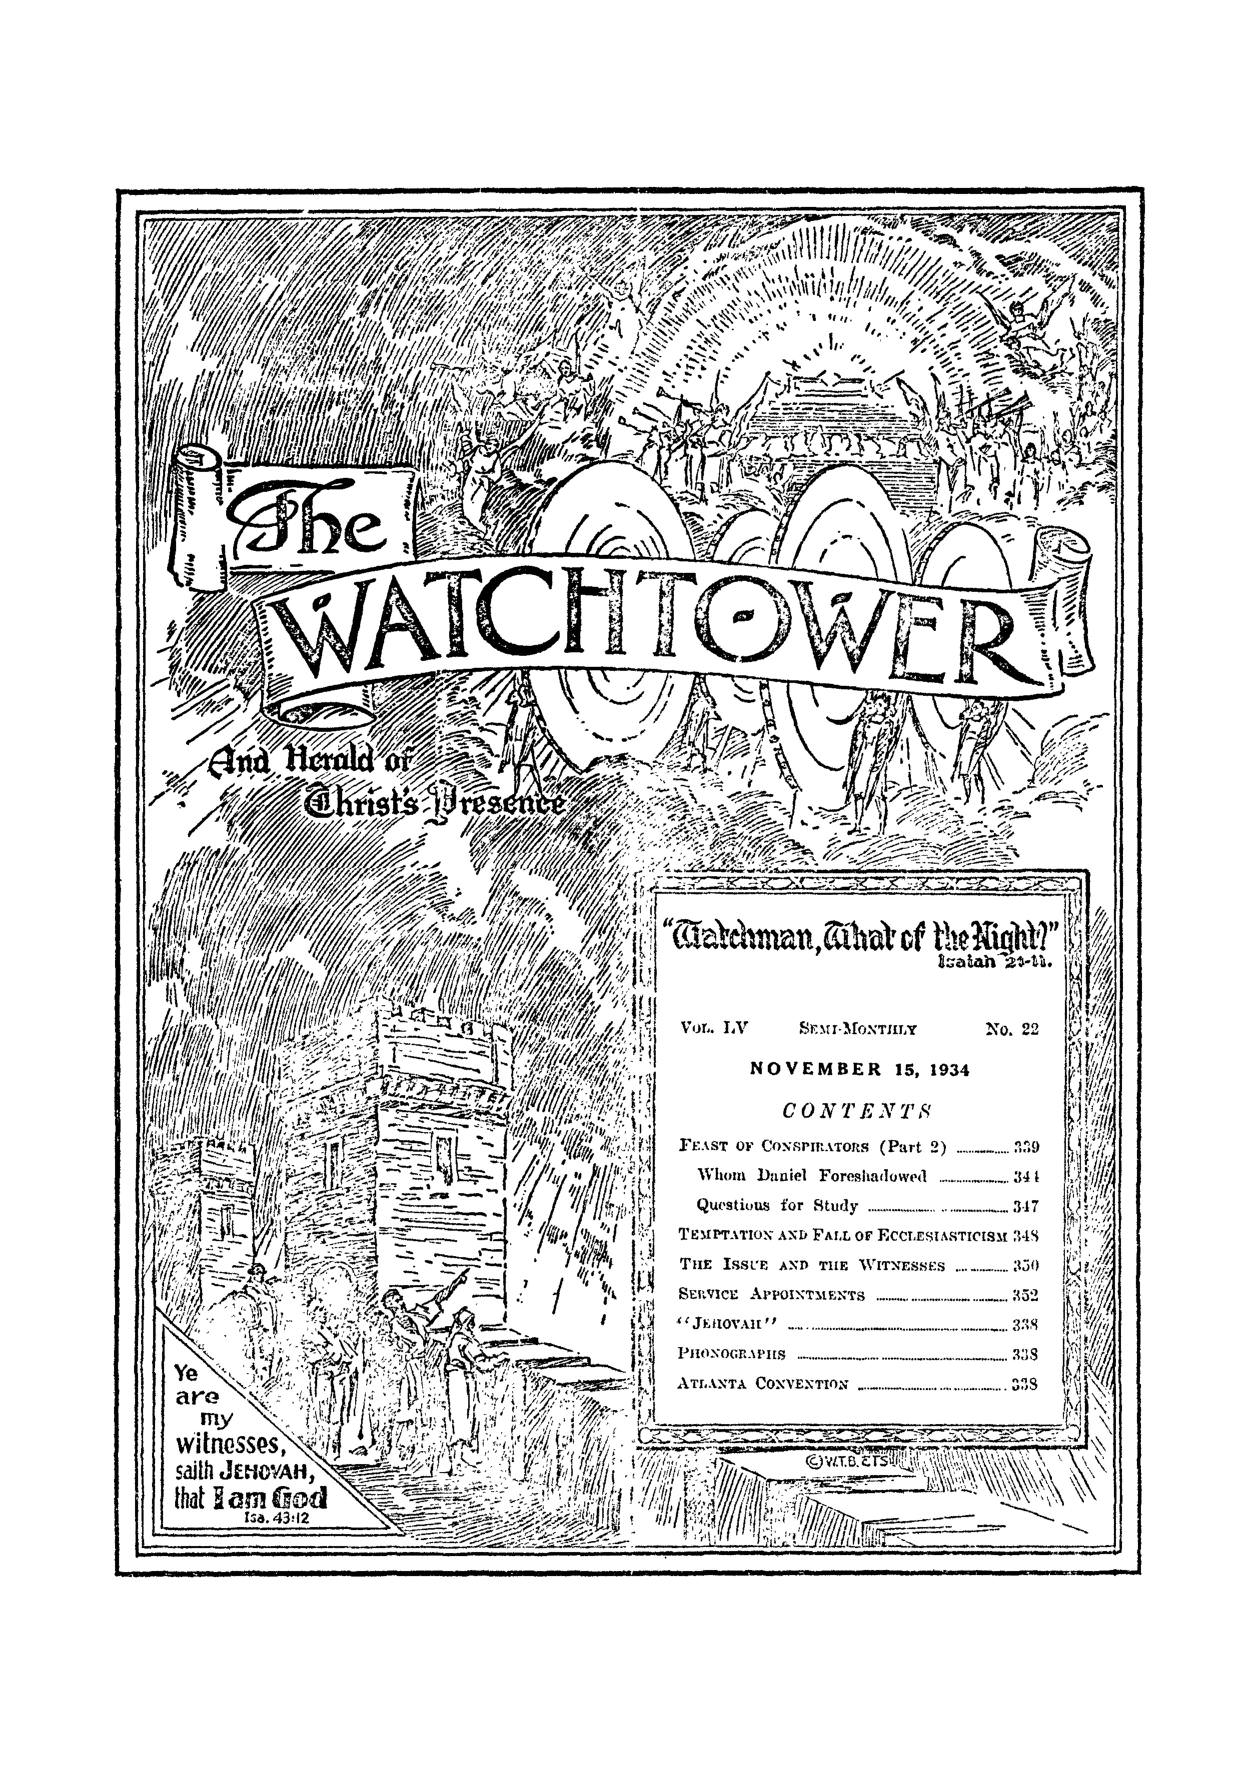 The
WATCHTOWER
And Herald of
Christ's Presence
"Watchman, What of the Night?"
Isaiah 21-11.
VOL. LV SEMI-MONTHLY No. 22
NOVEMBER 15, 1934
CONTENTS
FEAST OF CONSPIRATORS (Part 2) 339
Whom Daniel Foreshadowed 344
Questions for Study 347
TEMPTATION AND FALL OF ECCLESIASTICISM 348
THE ISSUE AND THE WITNESSES 350
SERVICE APPOINTMENTS 352
"JEHOVAH" 338
PHONOGRAPHS 338
ATLANTA CONVENTION 338
©W.T.B.&T.S.
Ye
are
my
witnesses,
saith JEHOVAH,
that I am God
Isa. 43:12